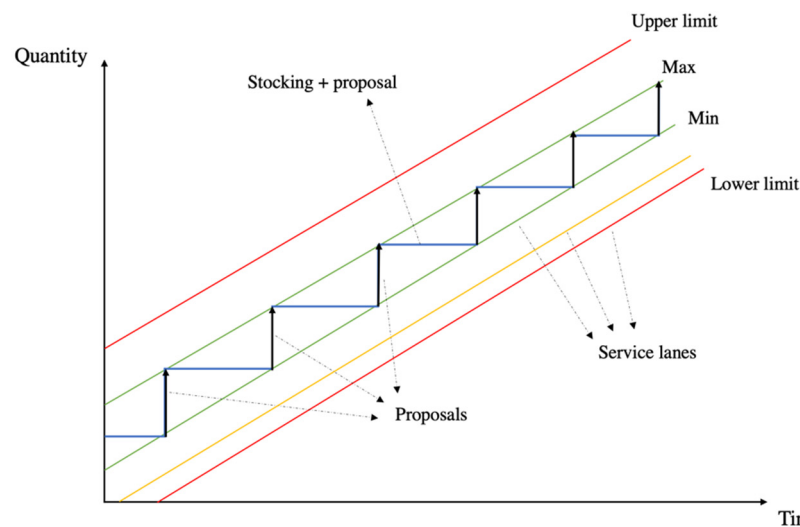 Upper limit
Quantity
Max
Stocking + proposal
Min
Lower limit
Service lanes
Proposals